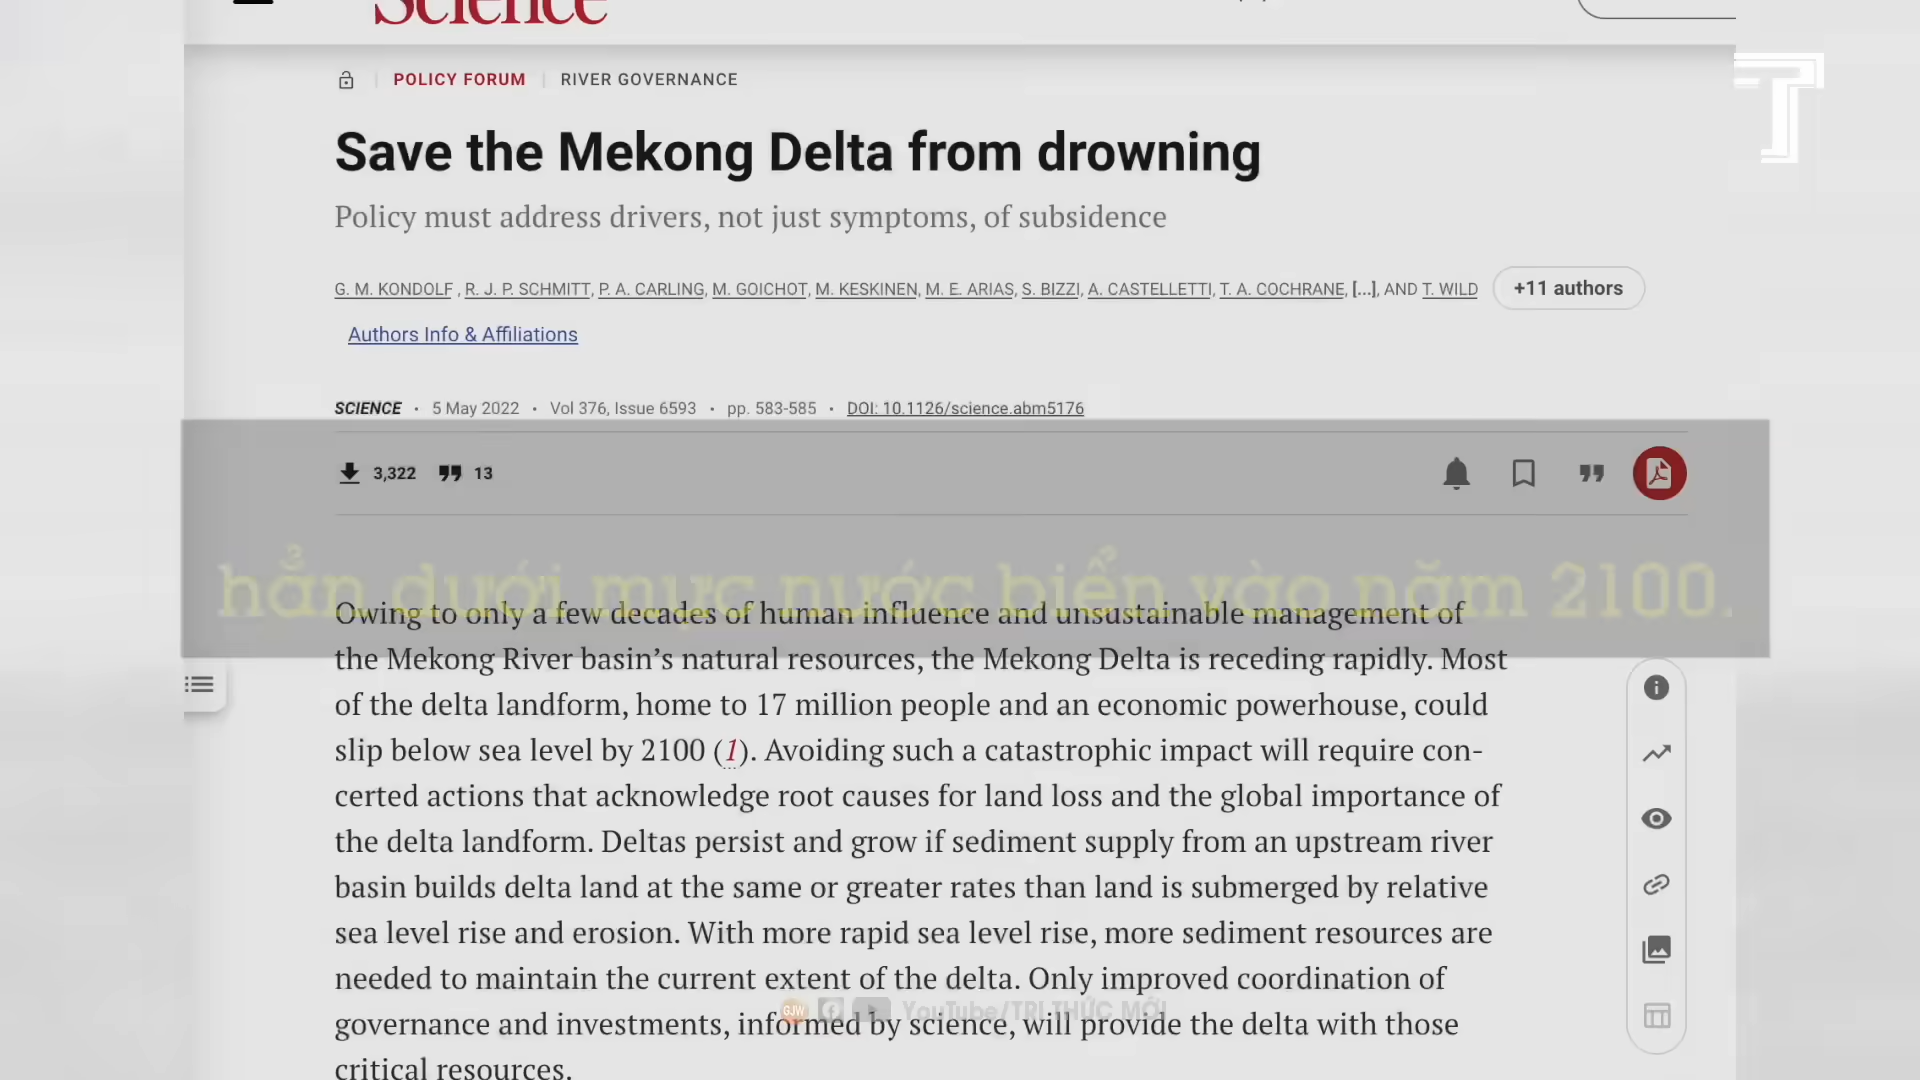 Science
POLICY FORUM | RIVER GOVERNANCE
Save the Mekong Delta from drowning
Policy must address drivers, not just symptoms, of subsidence
G. M. KONDOLF , R. J. P. SCHMITT, P. A. CARLING, M. GOICHOT, M. KESKINEN, M. E. ARIAS, S. BIZZI, A. CASTELLETTI, T. A. COCHRANE, [...], AND T. WILD +11 authors
Authors Info & Affiliations
SCIENCE • 5 May 2022 • Vol 376, Issue 6593 • pp. 583-585 • DOI: 10.1126/science.abm5176
3,322 13
hẳn dưới mực nước biển vào năm 2100.
Owing to only a few decades of human influence and unsustainable management of
the Mekong River basin’s natural resources, the Mekong Delta is receding rapidly. Most
of the delta landform, home to 17 million people and an economic powerhouse, could
slip below sea level by 2100 (1). Avoiding such a catastrophic impact will require con-
certed actions that acknowledge root causes for land loss and the global importance of
the delta landform. Deltas persist and grow if sediment supply from an upstream river
basin builds delta land at the same or greater rates than land is submerged by relative
sea level rise and erosion. With more rapid sea level rise, more sediment resources are
needed to maintain the current extent of the delta. Only improved coordination of
GJW YouTube/TRI THỨC MỚI
governance and investments, informed by science, will provide the delta with those
critical resources.